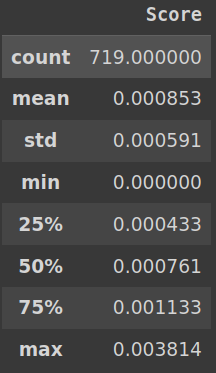 Score
count 719.000000
mean 0.000853
std 0.000591
min 0.000000
25% 0.000433
50% 0.000761
75% 0.001133
max 0.003814